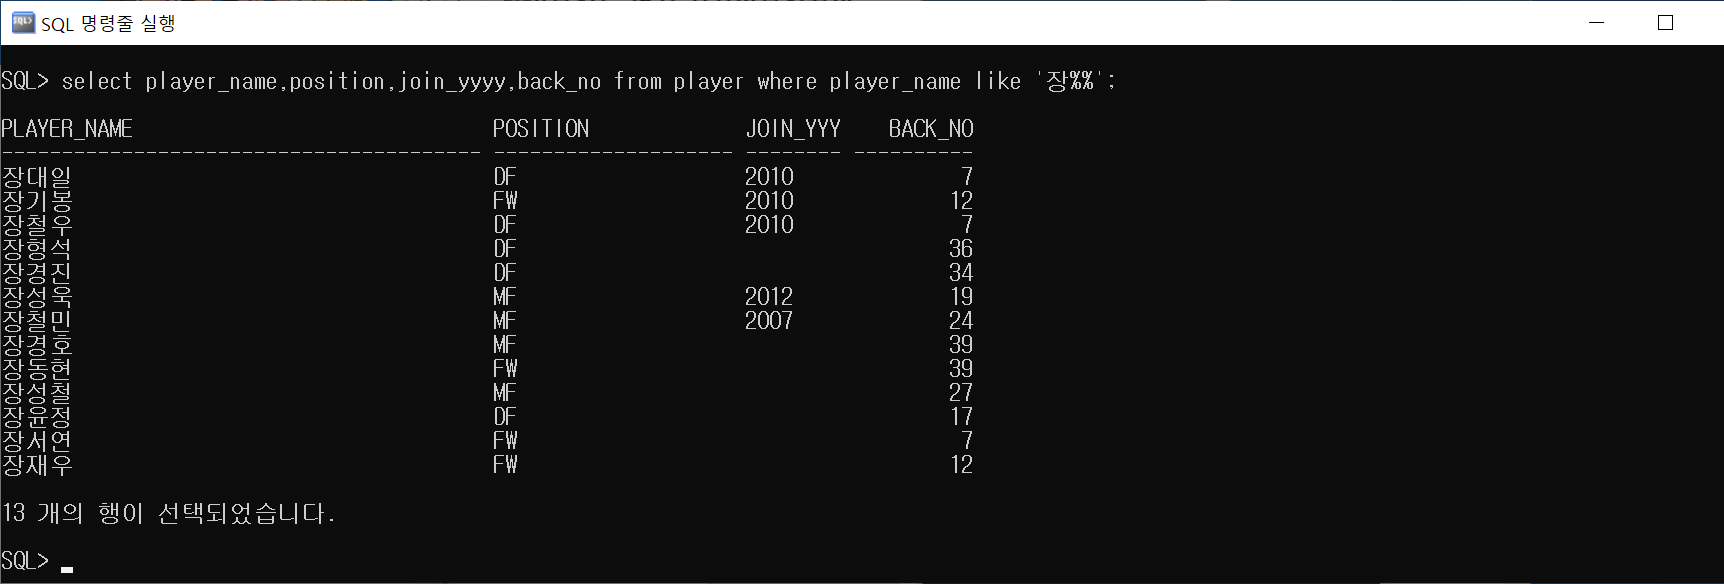 SQL 명령줄 실행
SQL> select player_name,position,join_yyyy,back_no from player where player_name like '장%%';
PLAYER_NAME POSITION JOIN_YYY BACK_NO
---------------------------------------- -------------------- -------- ----------
장대일 DF 2010 7
장기봉 FW 2010 12
장철우 DF 2010 7
장형석 DF 36
장경진 DF 34
장성욱 MF 2012 19
장철민 MF 2007 24
장경호 MF 39
장동현 FW 39
장성철 MF 27
장윤정 DF 17
장서연 FW 7
장재우 FW 12
13 개의 행이 선택되었습니다.
SQL>